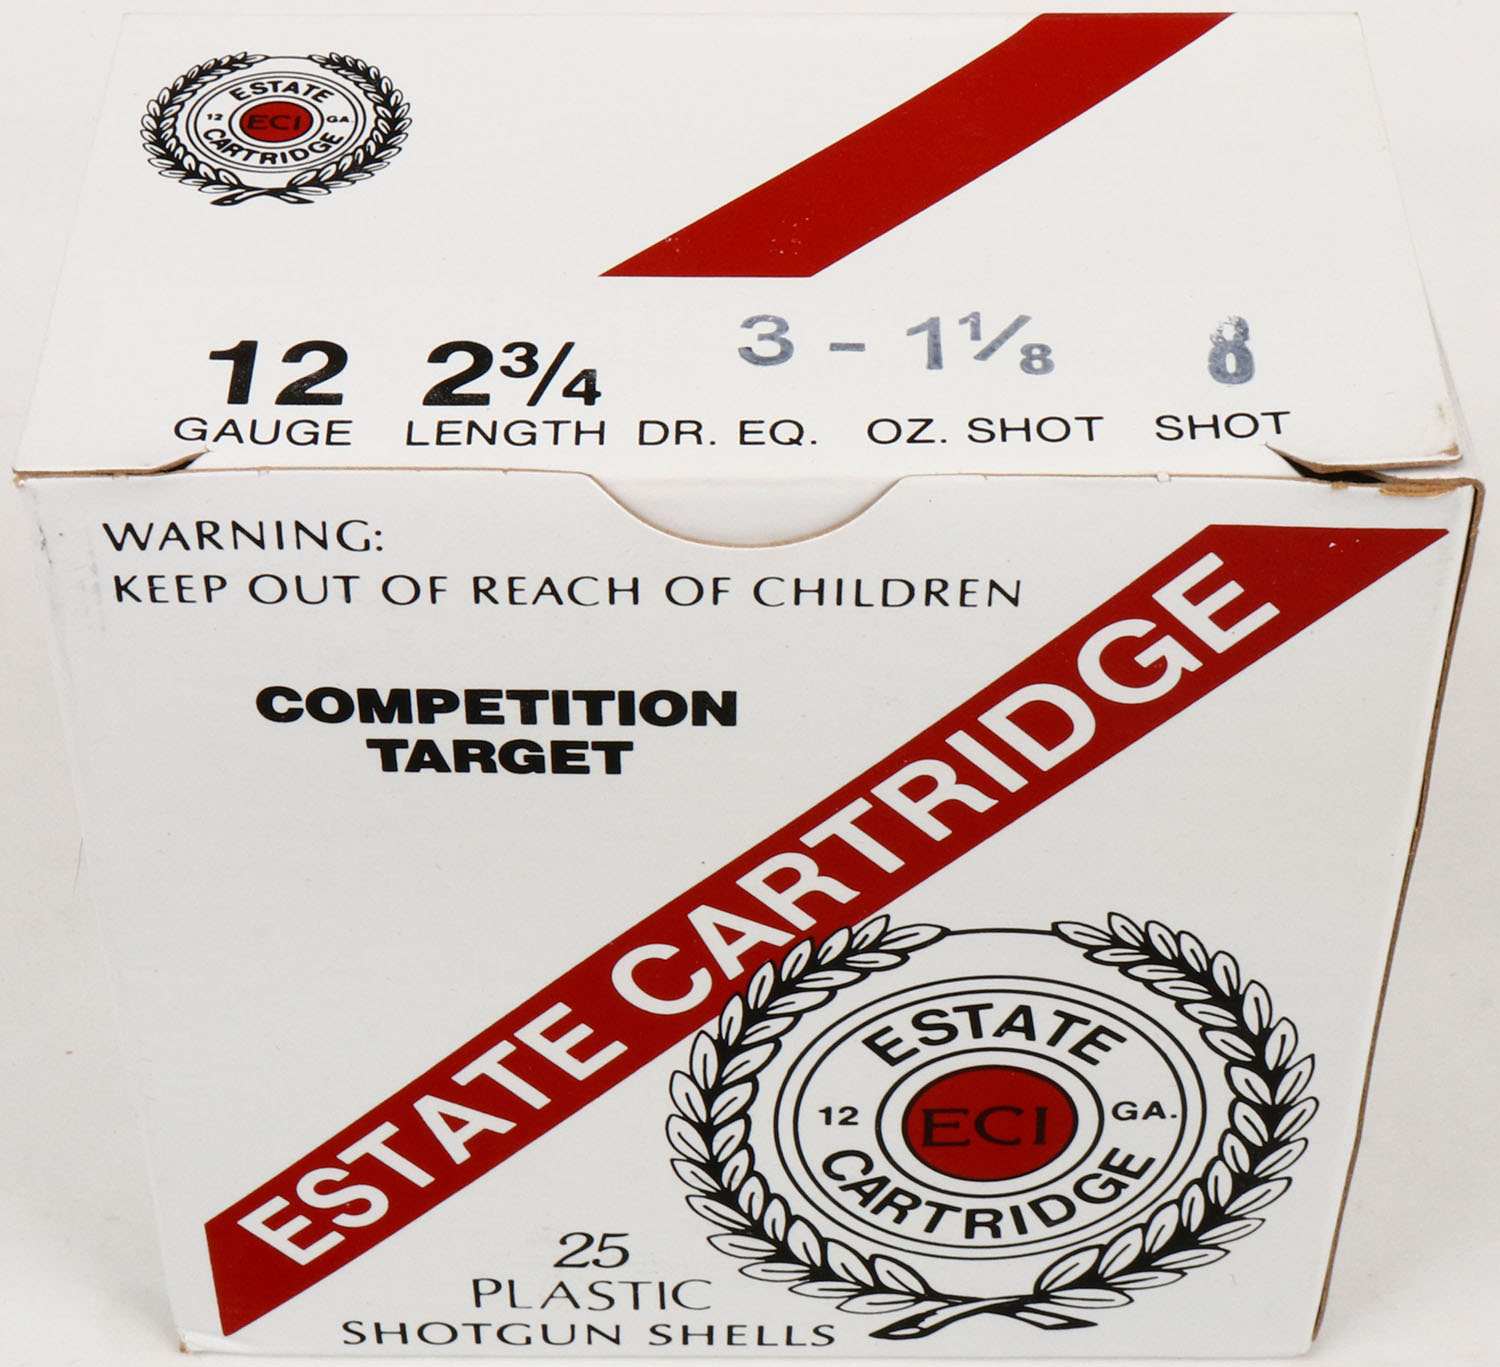 ESTATE
12 ECI GA.
CARTRIDGE
12 2¾ 3 - 1⅛ 8
GAUGE LENGTH DR. EQ. OZ. SHOT SHOT
WARNING:
KEEP OUT OF REACH OF CHILDREN
COMPETITION
TARGET
ESTATE CARTRIDGE
ESTATE
12 ECI GA.
CARTRIDGE
25
PLASTIC
SHOTGUN SHELLS